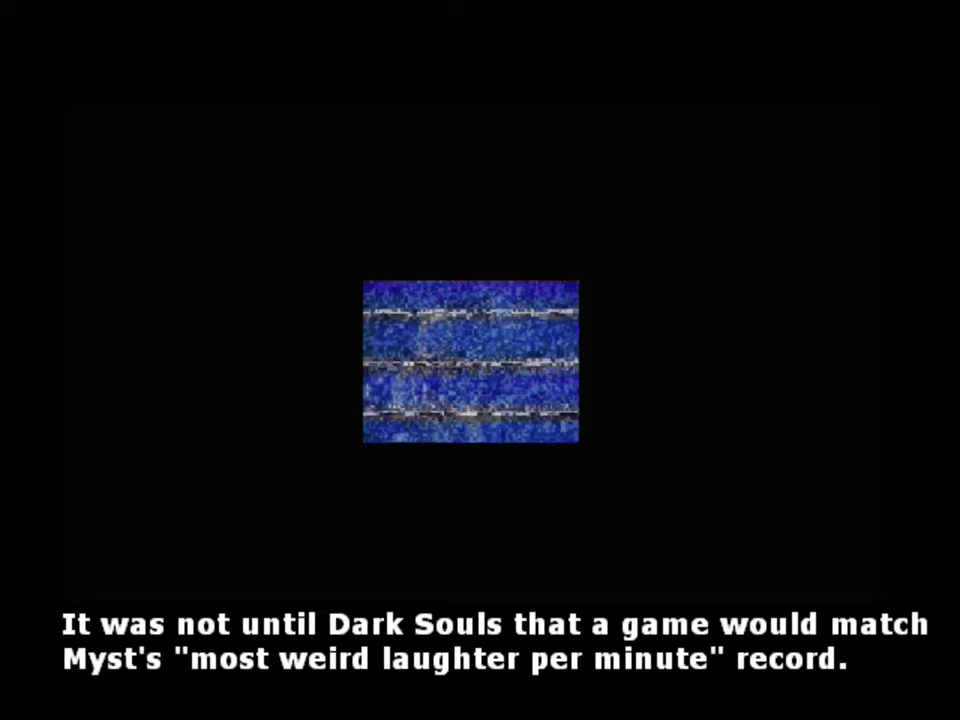 It was not until Dark Souls that a game would match
Myst's "most weird laughter per minute" record.